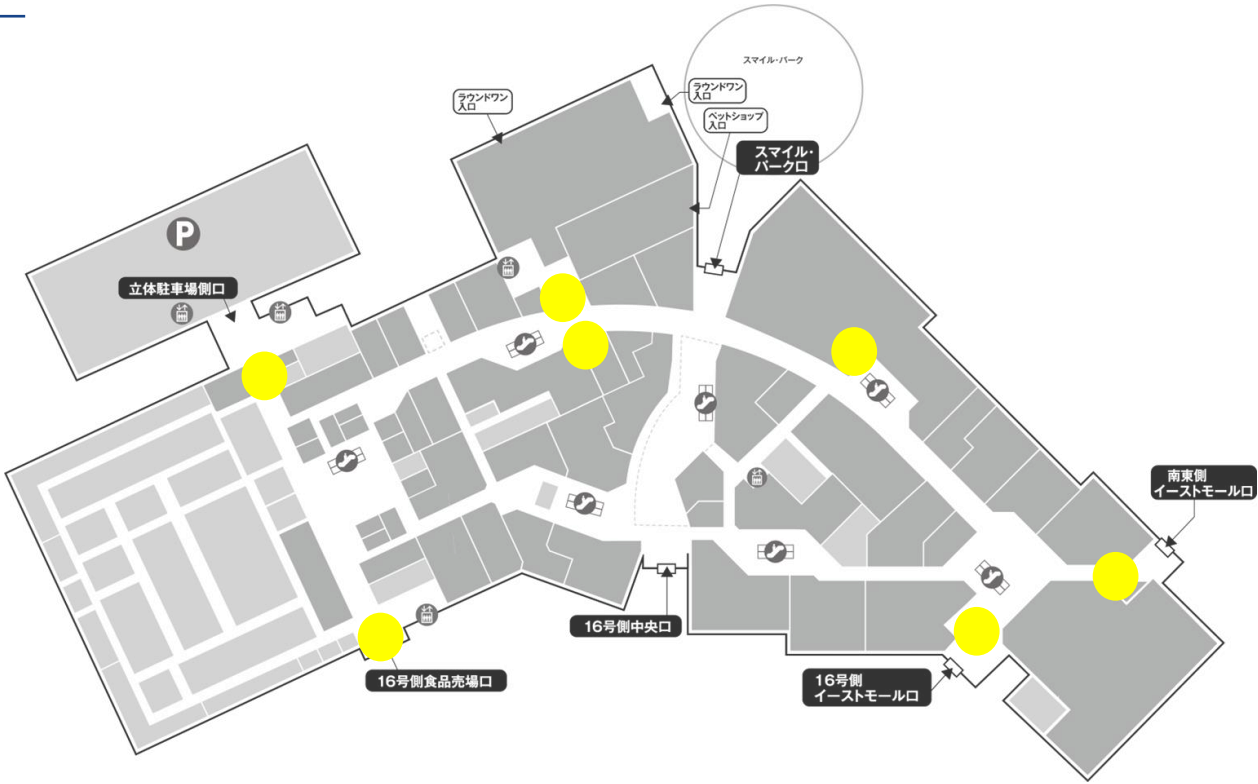 スマイル・パーク
ラウンドワン
入口
ラウンドワン
入口
ペットショップ
入口
スマイル・
パーク口
P
立体駐車場側口
南東側
イーストモール口
16号側中央口
16号側食品売場口
16号側
イーストモール口